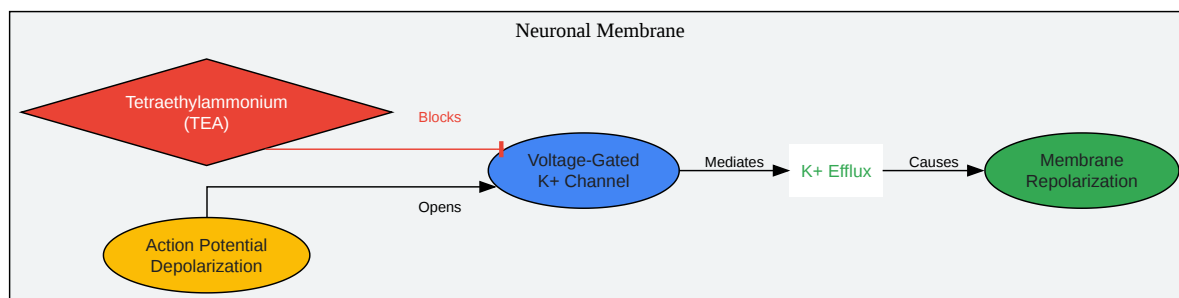 Neuronal Membrane
Tetraethylammonium
(TEA)
Blocks
Voltage-Gated
K+ Channel
Mediates
K+ Efflux
Causes
Membrane
Repolarization
Opens
Action Potential
Depolarization